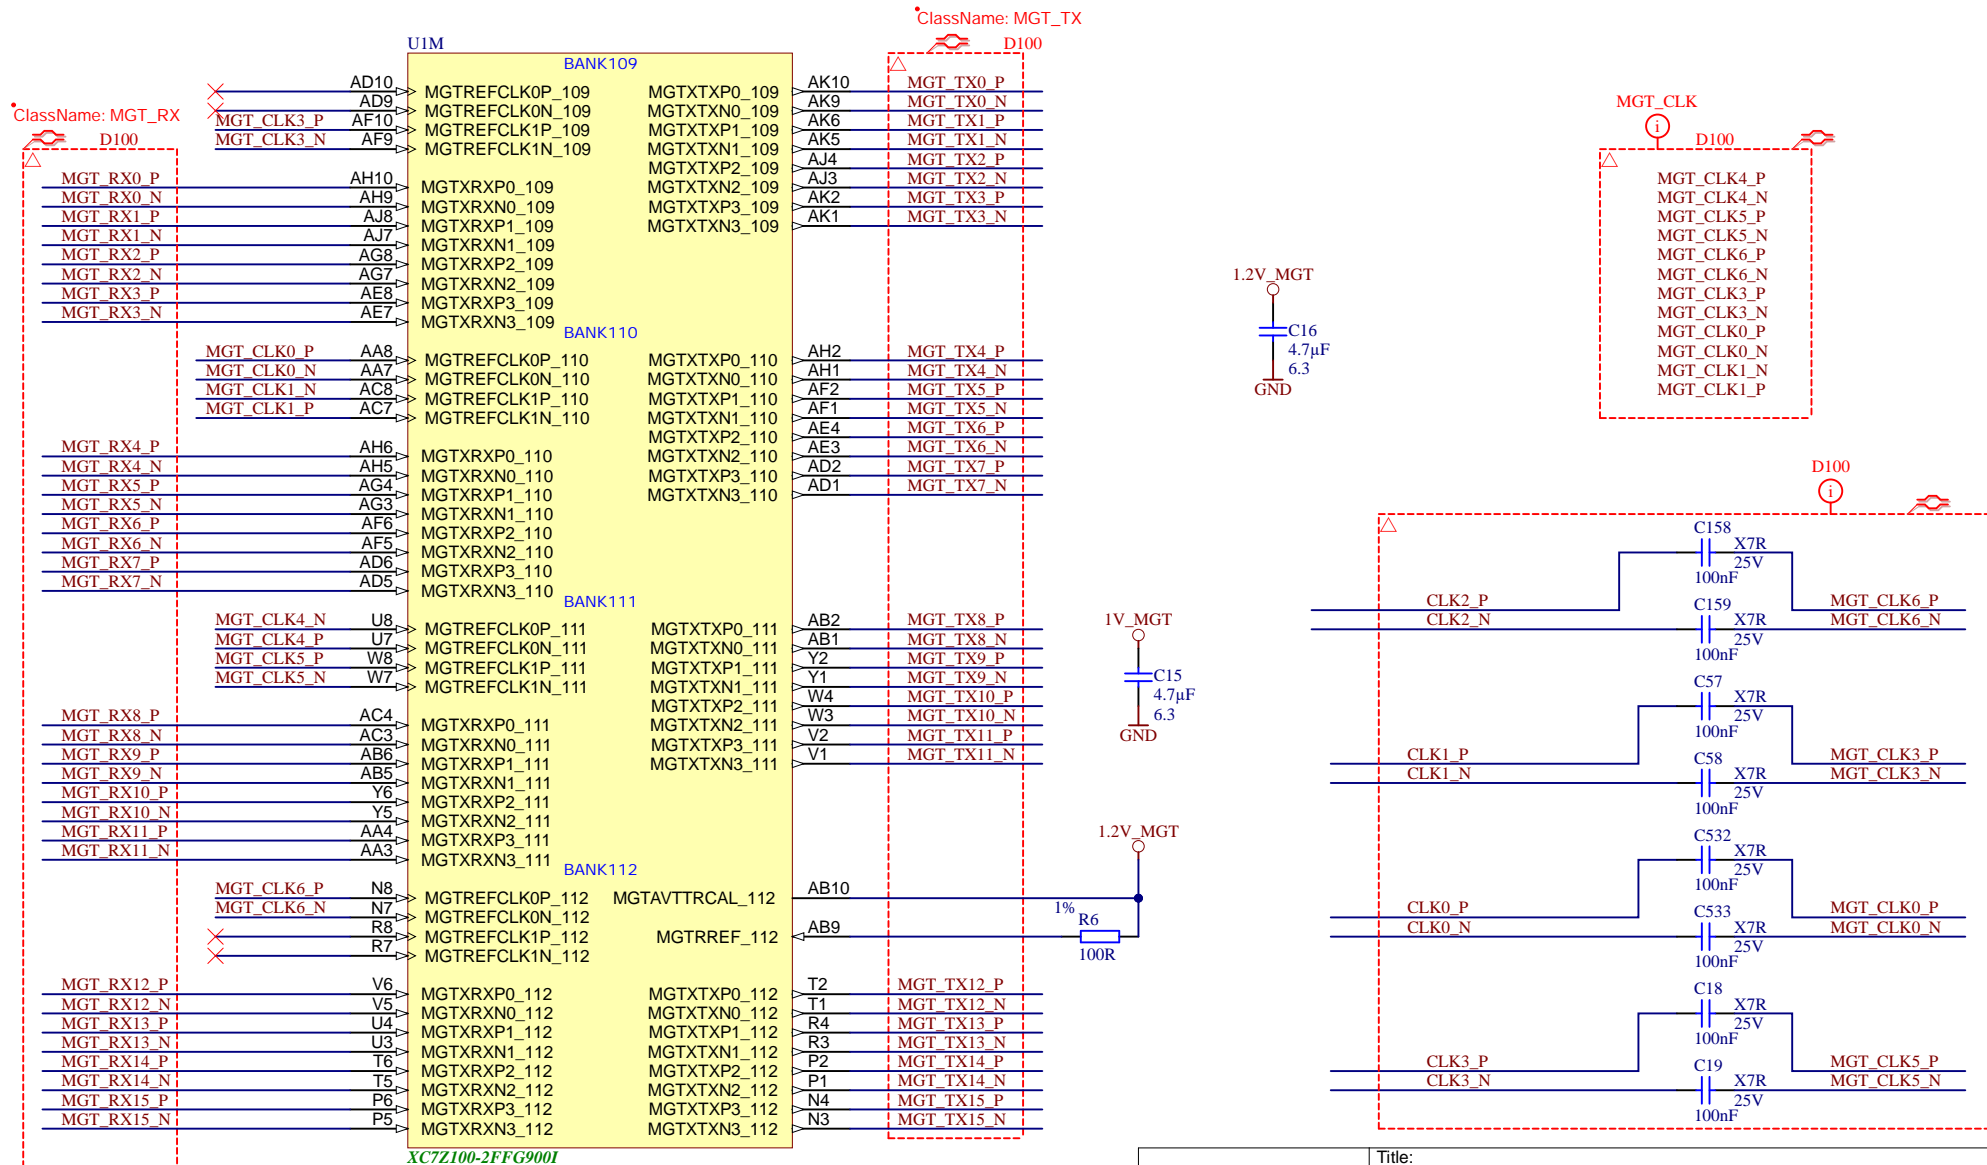 ClassName: MGT_TX
D100
ClassName: MGT_RX
D100
U1M
BANK109
AD10 MGTREFCLK0P_109 MGTXTXP0_109 AK10 MGT_TX0_P
AD9 MGTREFCLK0N_109 MGTXTXN0_109 AK9 MGT_TX0_N
MGT_CLK3_P AF10 MGTREFCLK1P_109 MGTXTXP1_109 AK6 MGT_TX1_P
MGT_CLK3_N AF9 MGTREFCLK1N_109 MGTXTXN1_109 AK5 MGT_TX1_N
MGTXTXP2_109 AJ4 MGT_TX2_P
MGT_RX0_P AH10 MGTXRXP0_109 MGTXTXN2_109 AJ3 MGT_TX2_N
MGT_RX0_N AH9 MGTXRXN0_109 MGTXTXP3_109 AK2 MGT_TX3_P
MGT_RX1_P AJ8 MGTXRXP1_109 MGTXTXN3_109 AK1 MGT_TX3_N
MGT_RX1_N AJ7 MGTXRXN1_109
MGT_RX2_P AG8 MGTXRXP2_109
MGT_RX2_N AG7 MGTXRXN2_109
MGT_RX3_P AE8 MGTXRXP3_109
MGT_RX3_N AE7 MGTXRXN3_109
BANK110
MGT_CLK0_P AA8 MGTREFCLK0P_110 MGTXTXP0_110 AH2 MGT_TX4_P
MGT_CLK0_N AA7 MGTREFCLK0N_110 MGTXTXN0_110 AH1 MGT_TX4_N
MGT_CLK1_N AC8 MGTREFCLK1P_110 MGTXTXP1_110 AF2 MGT_TX5_P
MGT_CLK1_P AC7 MGTREFCLK1N_110 MGTXTXN1_110 AF1 MGT_TX5_N
MGTXTXP2_110 AE4 MGT_TX6_P
MGT_RX4_P AH6 MGTXRXP0_110 MGTXTXN2_110 AE3 MGT_TX6_N
MGT_RX4_N AH5 MGTXRXN0_110 MGTXTXP3_110 AD2 MGT_TX7_P
MGT_RX5_P AG4 MGTXRXP1_110 MGTXTXN3_110 AD1 MGT_TX7_N
MGT_RX5_N AG3 MGTXRXN1_110
MGT_RX6_P AF6 MGTXRXP2_110
MGT_RX6_N AF5 MGTXRXN2_110
MGT_RX7_P AD6 MGTXRXP3_110
MGT_RX7_N AD5 MGTXRXN3_110
BANK111
MGT_CLK4_N U8 MGTREFCLK0P_111 MGTXTXP0_111 AB2 MGT_TX8_P
MGT_CLK4_P U7 MGTREFCLK0N_111 MGTXTXN0_111 AB1 MGT_TX8_N
MGT_CLK5_P W8 MGTREFCLK1P_111 MGTXTXP1_111 Y2 MGT_TX9_P
MGT_CLK5_N W7 MGTREFCLK1N_111 MGTXTXN1_111 Y1 MGT_TX9_N
MGTXTXP2_111 W4 MGT_TX10_P
MGT_RX8_P AC4 MGTXRXP0_111 MGTXTXN2_111 W3 MGT_TX10_N
MGT_RX8_N AC3 MGTXRXN0_111 MGTXTXP3_111 V2 MGT_TX11_P
MGT_RX9_P AB6 MGTXRXP1_111 MGTXTXN3_111 V1 MGT_TX11_N
MGT_RX9_N AB5 MGTXRXN1_111
MGT_RX10_P Y6 MGTXRXP2_111
MGT_RX10_N Y5 MGTXRXN2_111
MGT_RX11_P AA4 MGTXRXP3_111
MGT_RX11_N AA3 MGTXRXN3_111
BANK112
MGT_CLK6_P N8 MGTREFCLK0P_112 MGTAVTTRCAL_112 AB10
MGT_CLK6_N N7 MGTREFCLK0N_112
R8 MGTREFCLK1P_112 MGTRREF_112 AB9
R7 MGTREFCLK1N_112
MGT_RX12_P V6 MGTXRXP0_112 MGTXTXP0_112 T2 MGT_TX12_P
MGT_RX12_N V5 MGTXRXN0_112 MGTXTXN0_112 T1 MGT_TX12_N
MGT_RX13_P U4 MGTXRXP1_112 MGTXTXP1_112 R4 MGT_TX13_P
MGT_RX13_N U3 MGTXRXN1_112 MGTXTXN1_112 R3 MGT_TX13_N
MGT_RX14_P T6 MGTXRXP2_112 MGTXTXP2_112 P2 MGT_TX14_P
MGT_RX14_N T5 MGTXRXN2_112 MGTXTXN2_112 P1 MGT_TX14_N
MGT_RX15_P P6 MGTXRXP3_112 MGTXTXP3_112 N4 MGT_TX15_P
MGT_RX15_N P5 MGTXRXN3_112 MGTXTXN3_112 N3 MGT_TX15_N
XC7Z100-2FFG900I
1.2V_MGT
C16
4.7µF
6.3
GND
1V_MGT
C15
4.7µF
6.3
GND
1.2V_MGT
1%
R6
100R
MGT_CLK
i
D100
MGT_CLK4_P
MGT_CLK4_N
MGT_CLK5_P
MGT_CLK5_N
MGT_CLK6_P
MGT_CLK6_N
MGT_CLK3_P
MGT_CLK3_N
MGT_CLK0_P
MGT_CLK0_N
MGT_CLK1_N
MGT_CLK1_P
D100
i
C158
X7R
25V
100nF
CLK2_P MGT_CLK6_P
C159
CLK2_N X7R MGT_CLK6_N
25V
100nF
C57
X7R
25V
100nF
CLK1_P MGT_CLK3_P
C58
CLK1_N X7R MGT_CLK3_N
25V
100nF
C532
X7R
25V
100nF
CLK0_P MGT_CLK0_P
C533
CLK0_N X7R MGT_CLK0_N
25V
100nF
C18
X7R
25V
100nF
CLK3_P MGT_CLK5_P
C19
CLK3_N X7R MGT_CLK5_N
25V
100nF
Title: